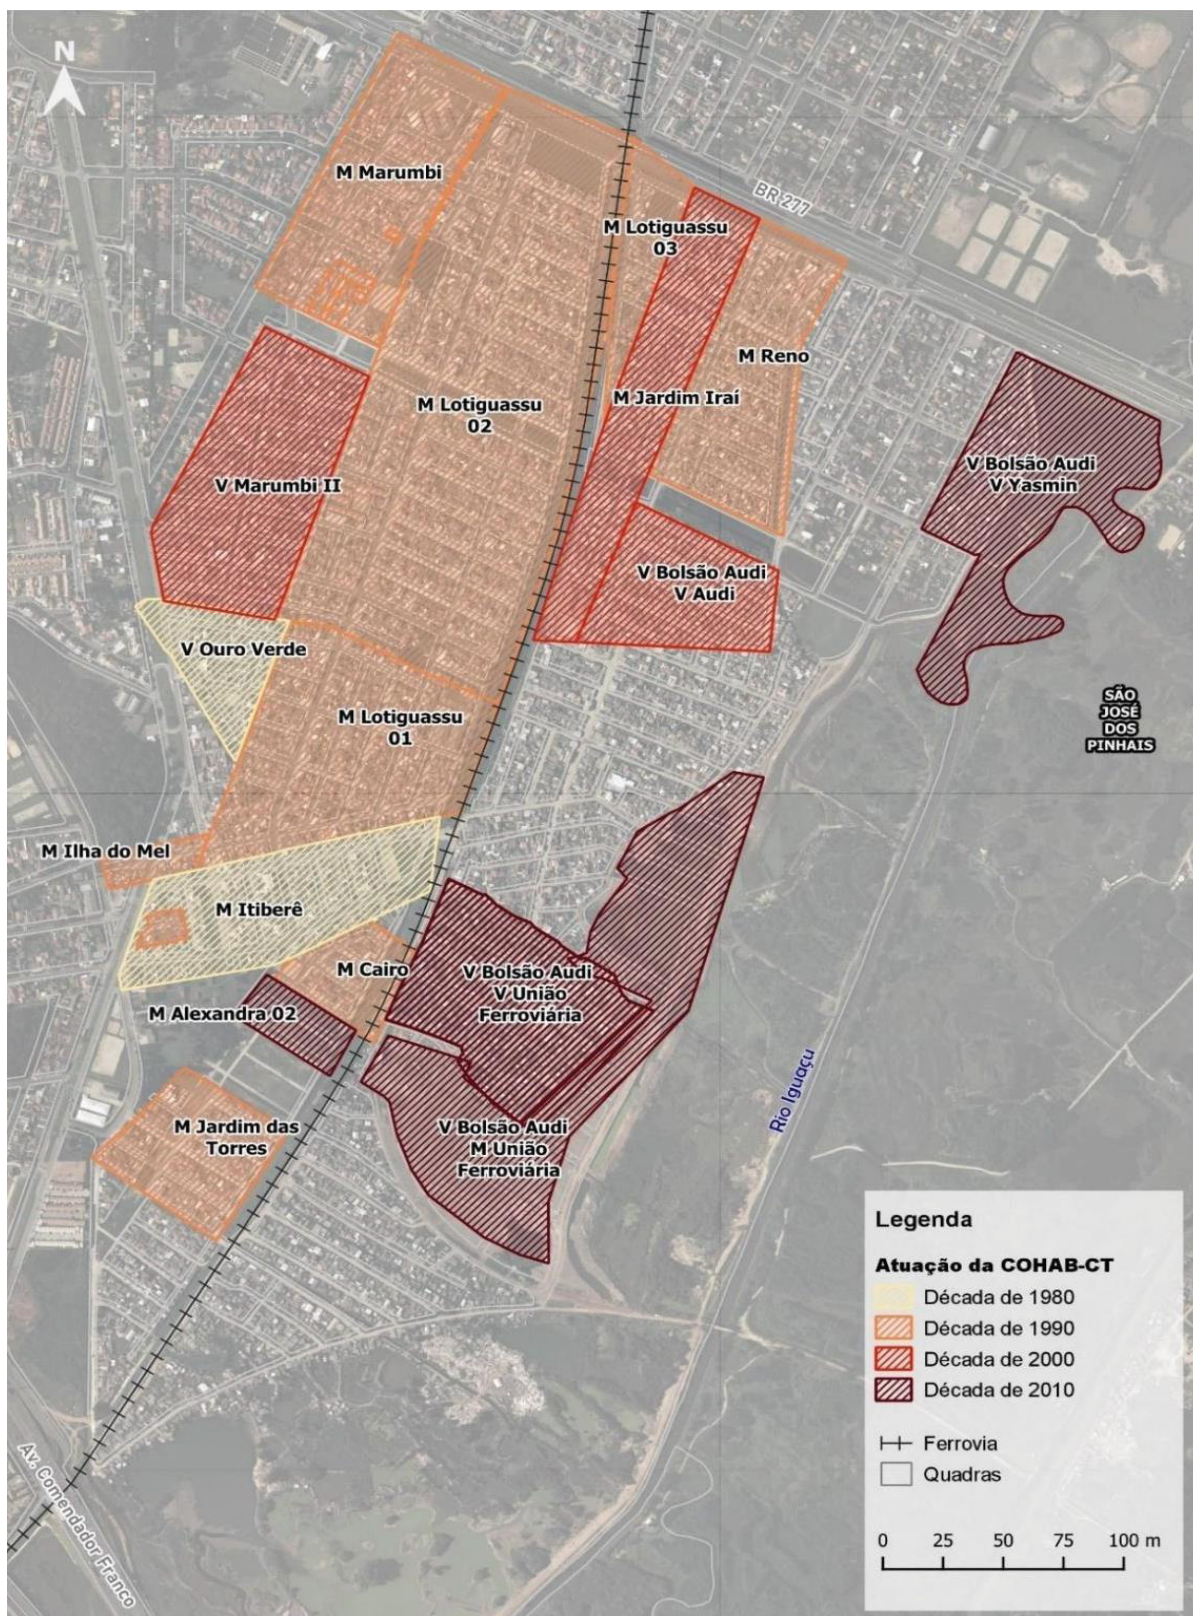 N
M Marumbi
BR 277
M Lotiguassu
03
M Reno
M Jardim Iraí
M Lotiguassu
02
V Bolsão Audi
V Yasmin
V Marumbi II
V Bolsão Audi
V Audi
V Ouro Verde
M Lotiguassu
01
SÃO
JOSÉ
DOS
PINHAIS
M Ilha do Mel
M Itiberê
M Cairo
V Bolsão Audi
V União
Ferroviária
M Alexandra 02
Rio Iguaçu
M Jardim das
Torres
V Bolsão Audi
M União
Ferroviária
Av. Comendador Franco
Legenda
Atuação da COHAB-CT
Década de 1980
Década de 1990
Década de 2000
Década de 2010
Ferrovia
Quadras
0 25 50 75 100 m